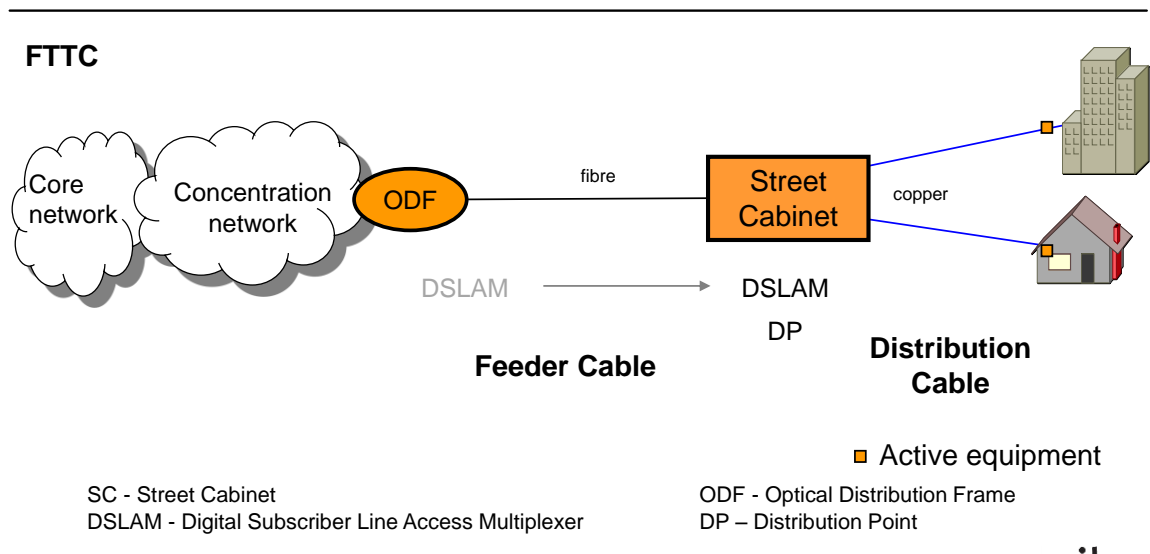 FTTC
Core
network
Concentration
network
ODF
fibre
Street
Cabinet
copper
DSLAM
DSLAM
DP
Feeder Cable
Distribution
Cable
Active equipment
SC - Street Cabinet
ODF - Optical Distribution Frame
DSLAM - Digital Subscriber Line Access Multiplexer
DP – Distribution Point